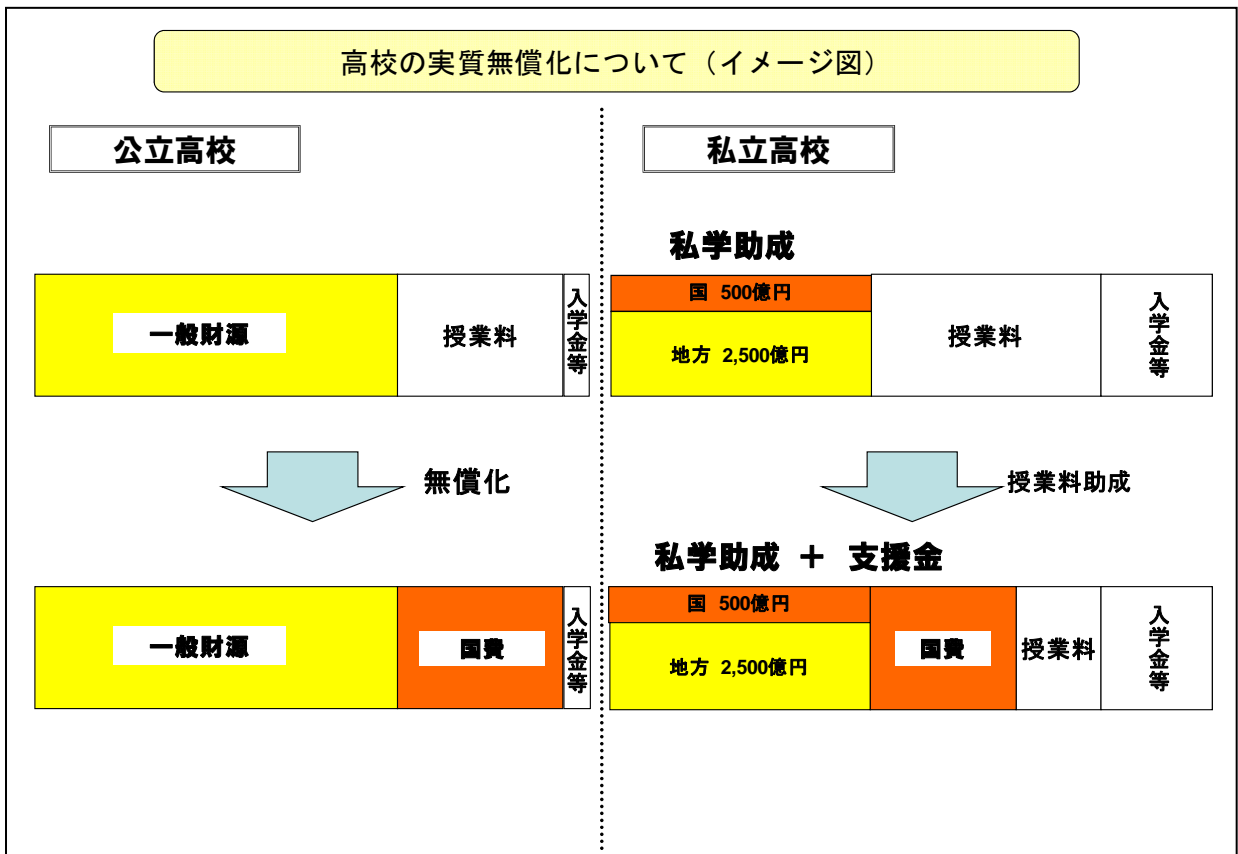 高校の実質無償化について（イメージ図）
公立高校
一般財源
授業料
入学金等
無償化
一般財源
国費
入学金等
私立高校
私学助成
国 500億円
地方 2,500億円
授業料
入学金等
授業料助成
私学助成 ＋ 支援金
国 500億円
地方 2,500億円
国費
授業料
入学金等